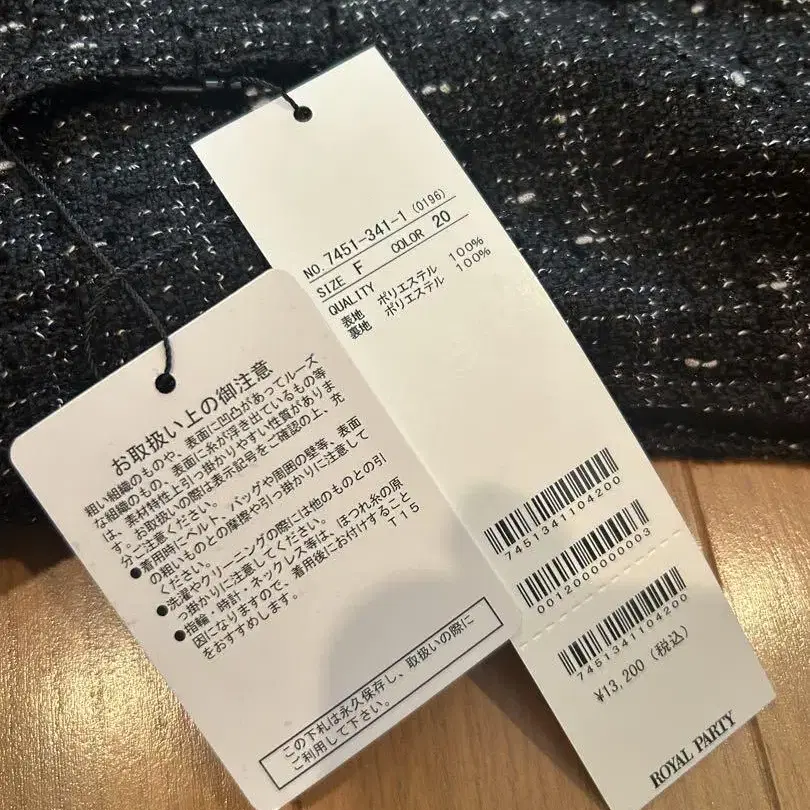 NO. 7451-341-1 (0196)
SIZE F COLOR 20
QUALITY
表地 ポリエステル 100%
裏地 ポリエステル 100%
7451341104200
0012000000003
7451341104200
¥13,200 (税込)
ROYAL PARTY
お取扱い上の御注意
粗い組織のものや、表面に凹凸があってルーズ
な組織のもの、表面に糸が浮き出ているもの等
は、素材特性上引っ掛かりやすい性質がありま
す。お取扱いの際は表示記号をご確認の上、充
分ご注意ください。
●着用時にベルト、バッグや周囲の壁等、表面
の粗いものとの摩擦や引っ掛かりに注意して
ください。
●洗濯やクリーニングの際には他のものとの引
っ掛かりに注意してください。
●指輪、時計・ネックレス等は、ほつれ糸の原
因になりますので、着用後にお付けすること
をおすすめします。
T15
この下札は永久保存し、取扱いの際に
ご利用して下さい。